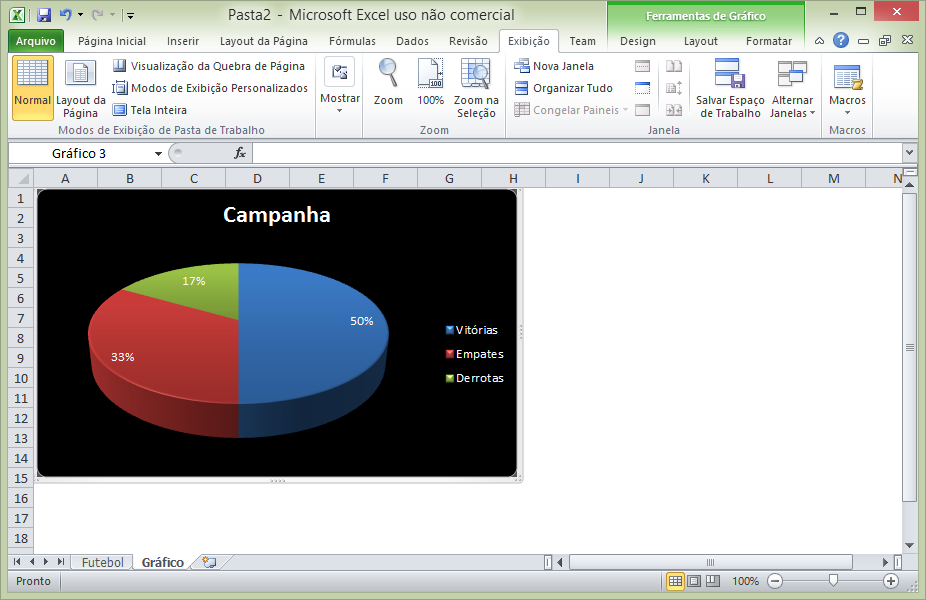 Pasta2 - Microsoft Excel uso não comercial
Ferramentas de Gráfico
Arquivo Página Inicial Inserir Layout da Página Fórmulas Dados Revisão Exibição Team Design Layout Formatar
Normal
Layout da Página
Visualização da Quebra de Página
Modos de Exibição Personalizados
Tela Inteira
Modos de Exibição de Pasta de Trabalho
Mostrar
Zoom
100%
Zoom na Seleção
Zoom
Nova Janela
Organizar Tudo
Congelar Paineis
Salvar Espaço de Trabalho
Alternar Janelas
Janela
Macros
Macros
Gráfico 3
fx
A B C D E F G H I J K L M N
1
2
3
4
5
6
7
8
9
10
11
12
13
14
15
16
17
18
Campanha
17%
50%
33%
Vitórias
Empates
Derrotas
Futebol Gráfico
Pronto
100%